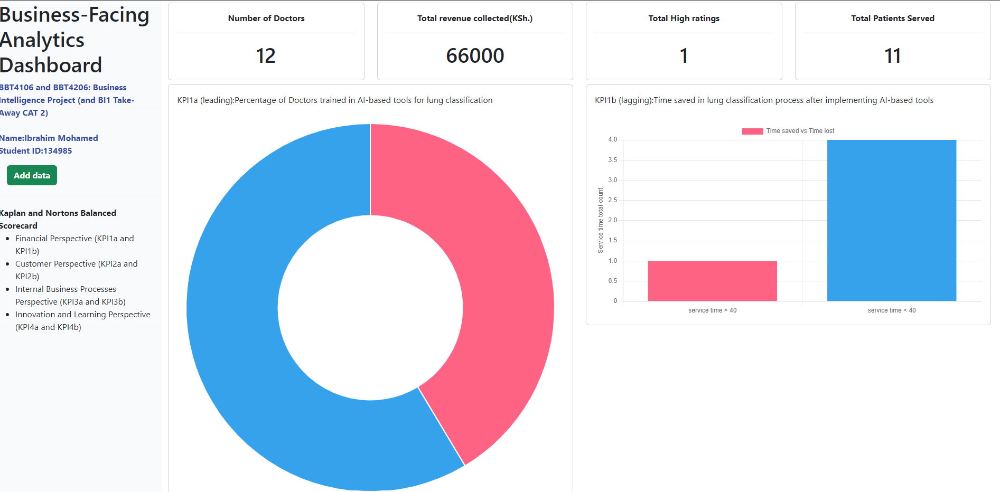 Business-Facing
Analytics
Dashboard
BBT4106 and BBT4206: Business
Intelligence Project (and BI1 Take-
Away CAT 2)
Name:Ibrahim Mohamed
Student ID:134985
Add data
Kaplan and Nortons Balanced
Scorecard
Financial Perspective (KPI1a and
KPI1b)
Customer Perspective (KPI2a and
KPI2b)
Internal Business Processes
Perspective (KPI3a and KPI3b)
Innovation and Learning Perspective
(KPI4a and KPI4b)
Number of Doctors
12
Total revenue collected(KSh.)
66000
Total High ratings
1
Total Patients Served
11
KPI1a (leading):Percentage of Doctors trained in AI-based tools for lung classification
KPI1b (lagging):Time saved in lung classification process after implementing AI-based tools
Time saved vs Time lost
Service time total count
4.0
3.5
3.0
2.5
2.0
1.5
1.0
0.5
0
service time > 40
service time < 40